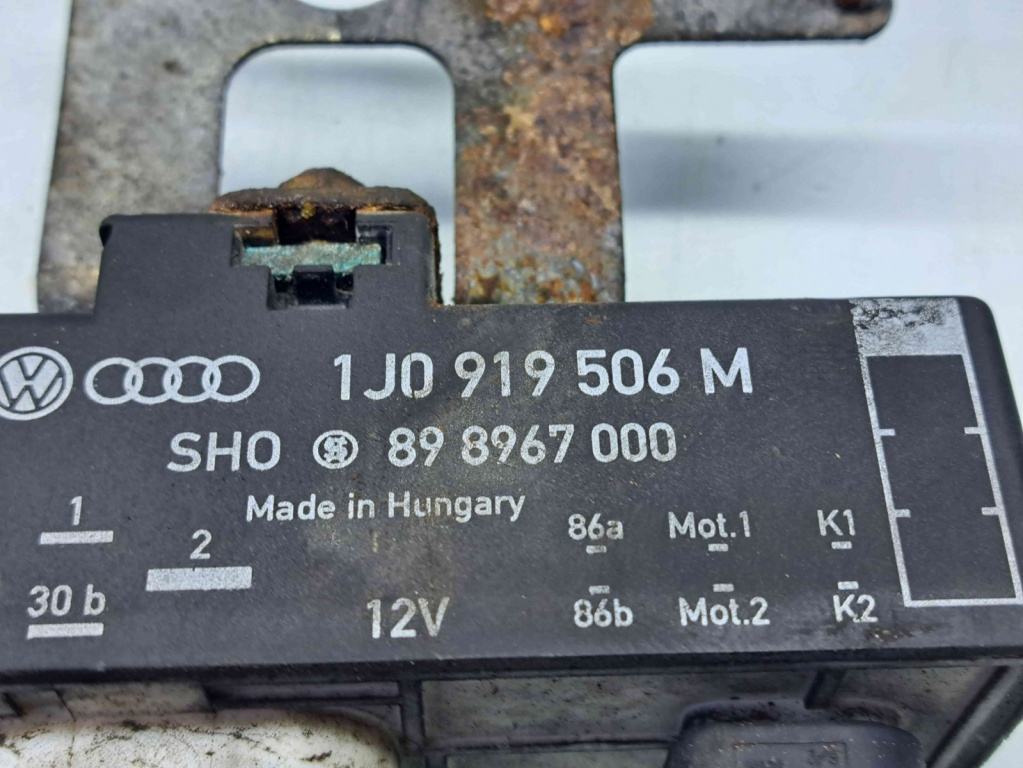 1J0 919 506 M
SHO 89 8967 000
Made in Hungary
1
2
30 b
12V
86a Mot.1 K1
86b Mot.2 K2